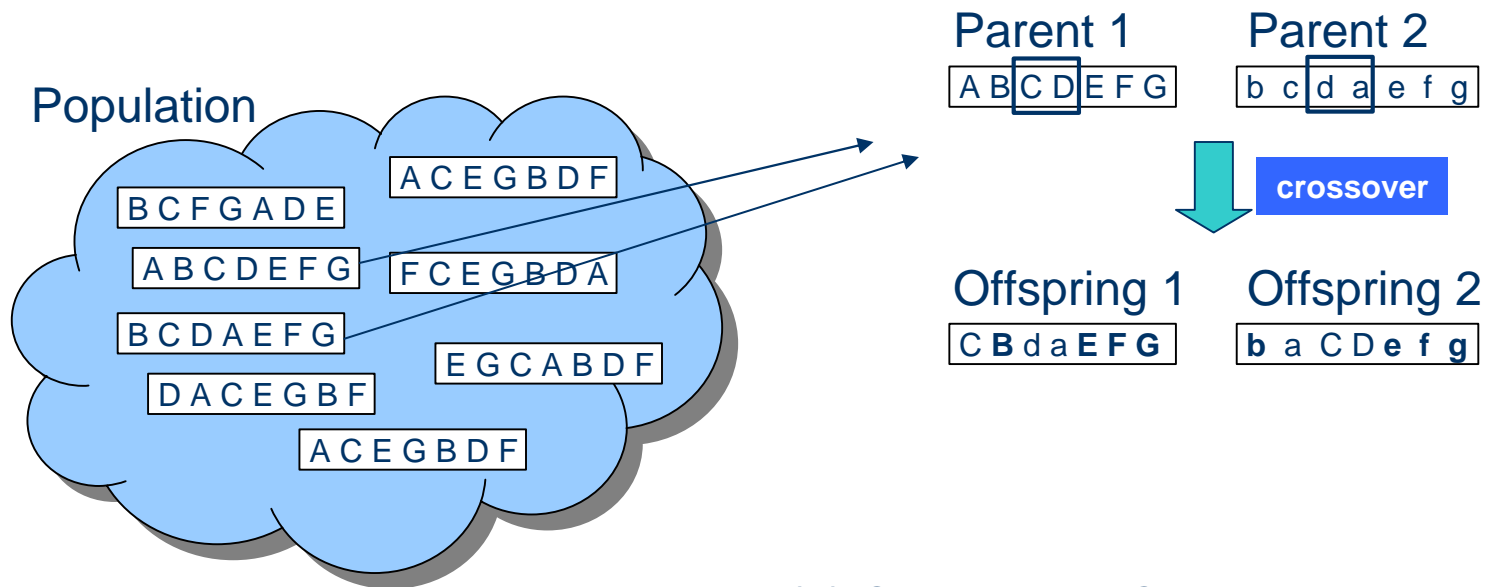 Population
A C E G B D F
B C F G A D E
A B C D E F G
F C E G B D A
B C D A E F G
E G C A B D F
D A C E G B F
A C E G B D F
Parent 1
A B C D E F G
Parent 2
b c d a e f g
crossover
Offspring 1
C B d a E F G
Offspring 2
b a C D e f g